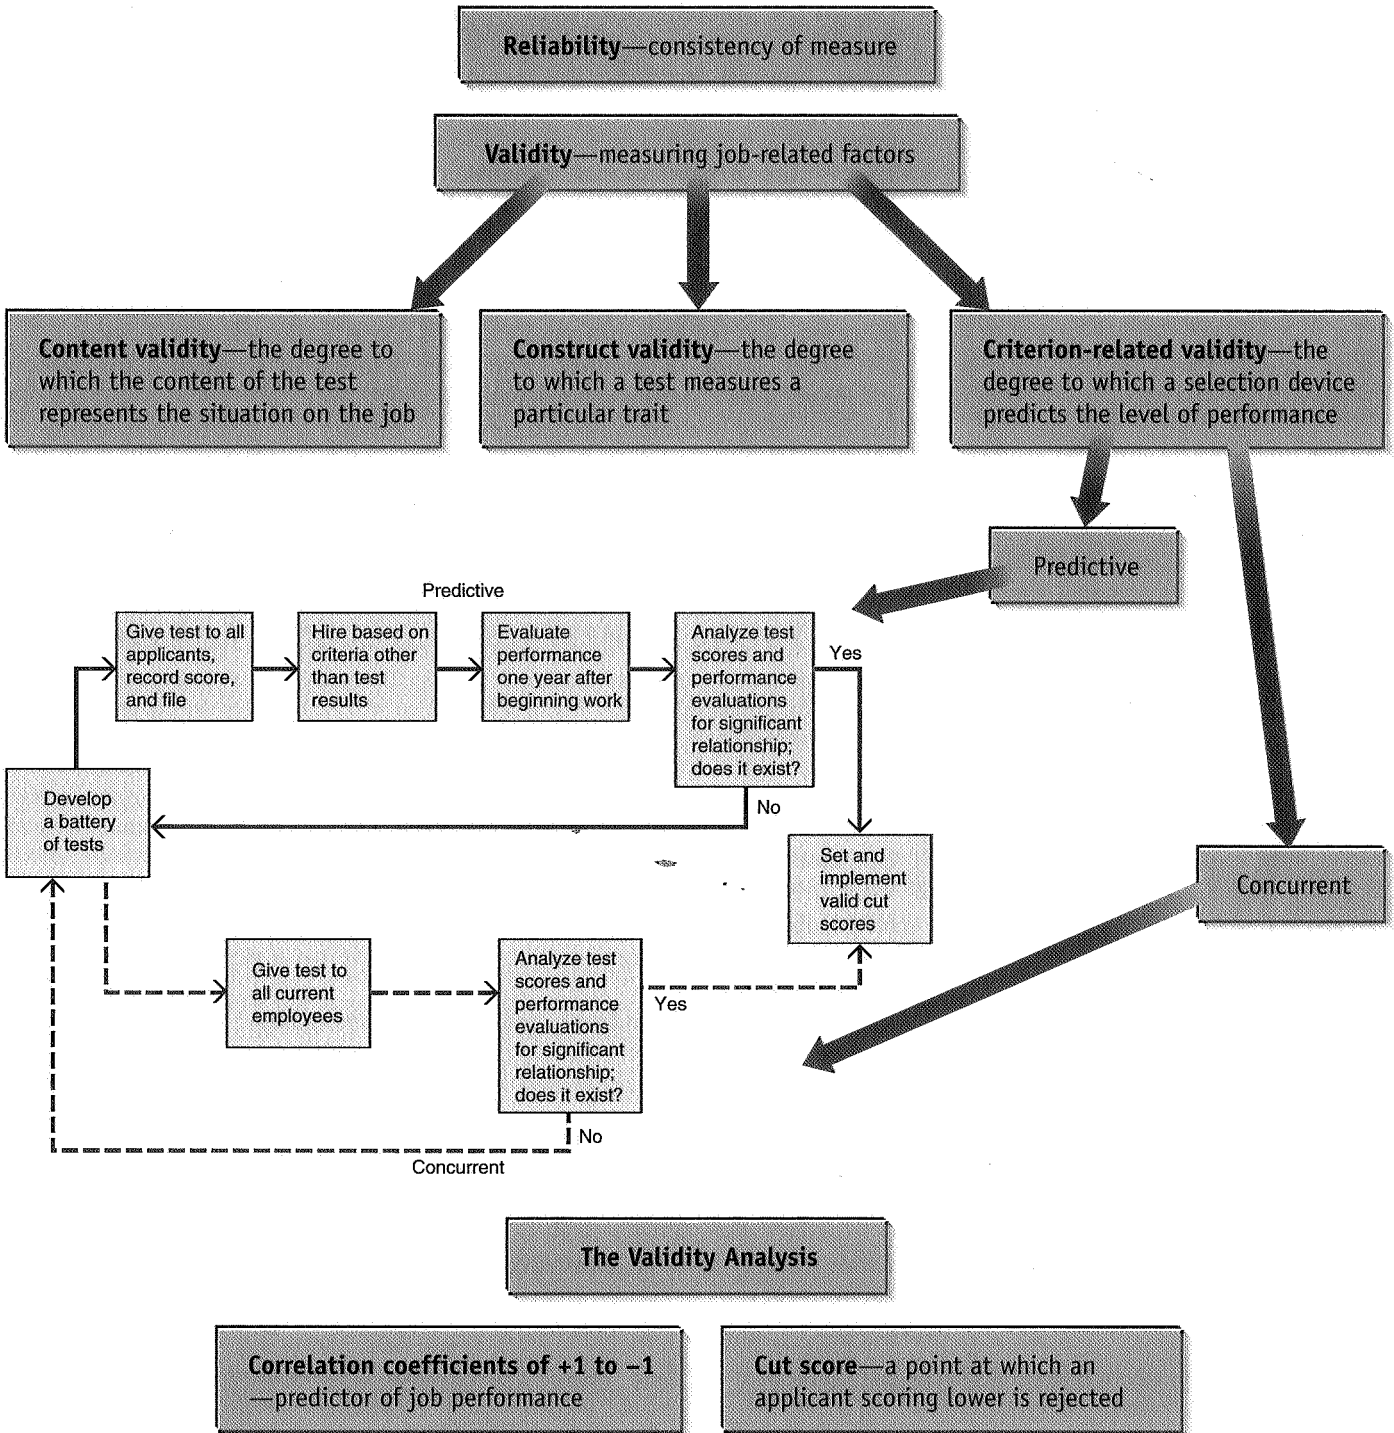 Reliability—consistency of measure
Validity—measuring job-related factors
Content validity—the degree to
which the content of the test
represents the situation on the job
Construct validity—the degree
to which a test measures a
particular trait
Criterion-related validity—the
degree to which a selection device
predicts the level of performance
Predictive
Predictive
Give test to all
applicants,
record score,
and file
Hire based on
criteria other
than test
results
Evaluate
performance
one year after
beginning work
Analyze test
scores and
performance
evaluations
for significant
relationship;
does it exist?
Yes
No
Develop
a battery
of tests
Set and
implement
valid cut
scores
Concurrent
Give test to
all current
employees
Analyze test
scores and
performance
evaluations
for significant
relationship;
does it exist?
Yes
No
Concurrent
The Validity Analysis
Correlation coefficients of +1 to −1
—predictor of job performance
Cut score—a point at which an
applicant scoring lower is rejected